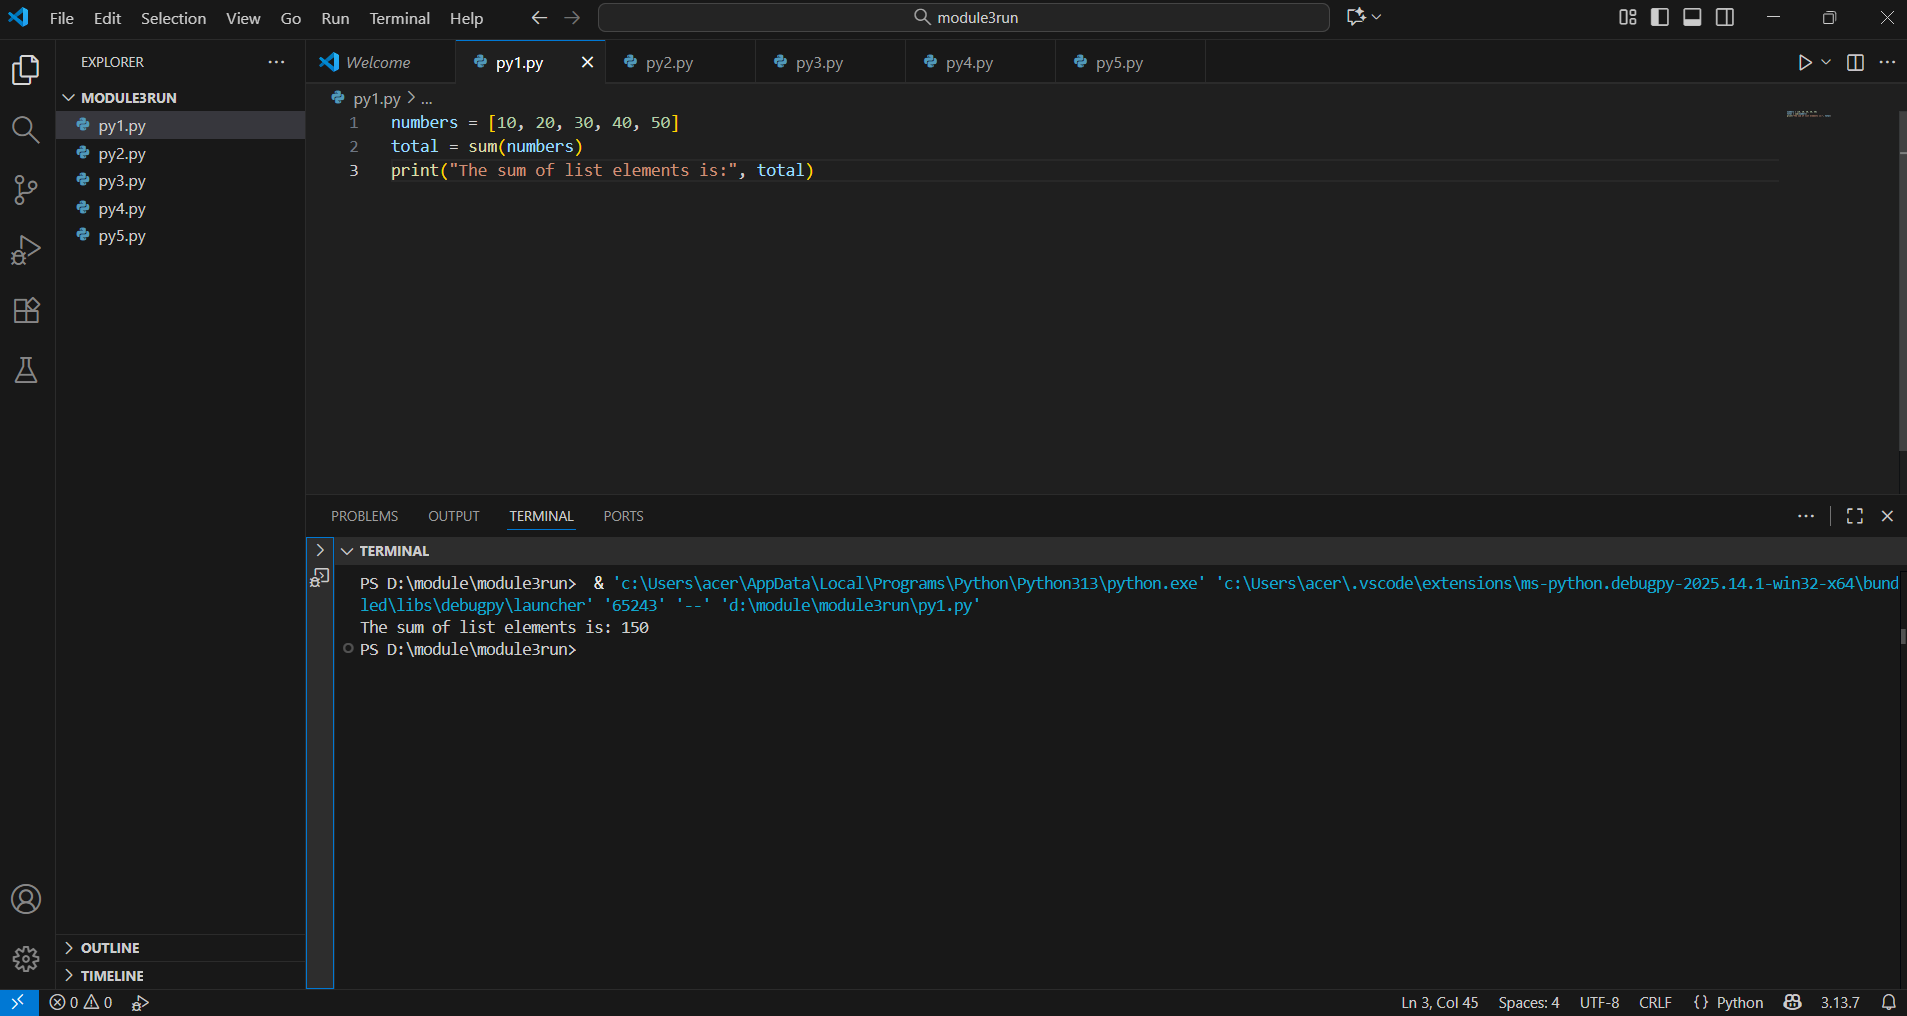 File Edit Selection View Go Run Terminal Help
module3run
EXPLORER
Welcome
py1.py
py2.py
py3.py
py4.py
py5.py
MODULE3RUN
py1.py
py2.py
py3.py
py4.py
py5.py
py1.py > ...
1 numbers = [10, 20, 30, 40, 50]
2 total = sum(numbers)
3 print("The sum of list elements is:", total)
PROBLEMS OUTPUT TERMINAL PORTS
TERMINAL
PS D:\module\module3run>  & 'c:\Users\acer\AppData\Local\Programs\Python\Python313\python.exe' 'c:\Users\acer\.vscode\extensions\ms-python.debugpy-2025.14.1-win32-x64\bund
led\libs\debugpy\launcher' '65243' '--' 'd:\module\module3run\py1.py'
The sum of list elements is: 150
PS D:\module\module3run>
OUTLINE
TIMELINE
0 0
Ln 3, Col 45 Spaces: 4 UTF-8 CRLF {} Python 3.13.7